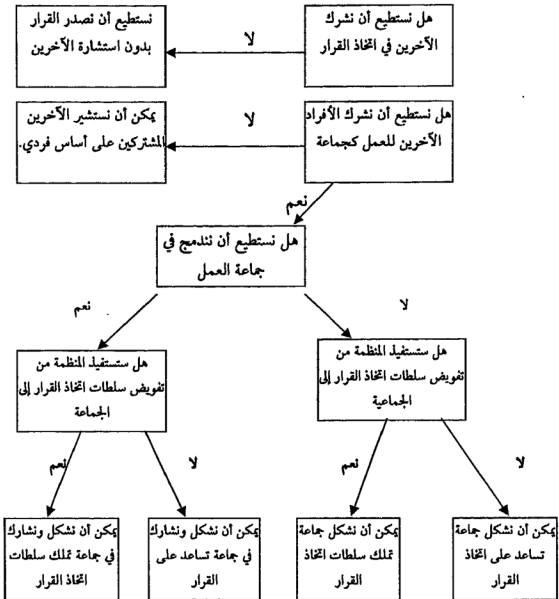 هل نستطيع أن نشرك
الآخرين في اتخاذ القرار
لا
نستطيع أن نصدر القرار
بدون استشارة الآخرين
هل نستطيع أن نشرك الأفراد
الآخرين للعمل كجماعة
لا
يمكن أن نستشير الآخرين
المشتركين على أساس فردي.
نعم
هل نستطيع أن نندمج في
جماعة العمل
لا
نعم
هل ستستفيد المنظمة من
تفويض سلطات اتخاذ القرار إلى
الجماعية
هل ستستفيذ المنظمة من
تفويض سلطات اتخاذ القرار إلى
الجماعة
لا
نعم
لا
نعم
يمكن أن نشكل جماعة
تساعد على اتخاذ
القرار
يمكن أن نشكل جماعة
تملك سلطات اتخاذ
القرار
يمكن أن نشكل ونشارك
في جماعة تساعد على
القرار
يمكن أن نشكل ونشارك
في جماعة تملك سلطات
اتخاذ القرار